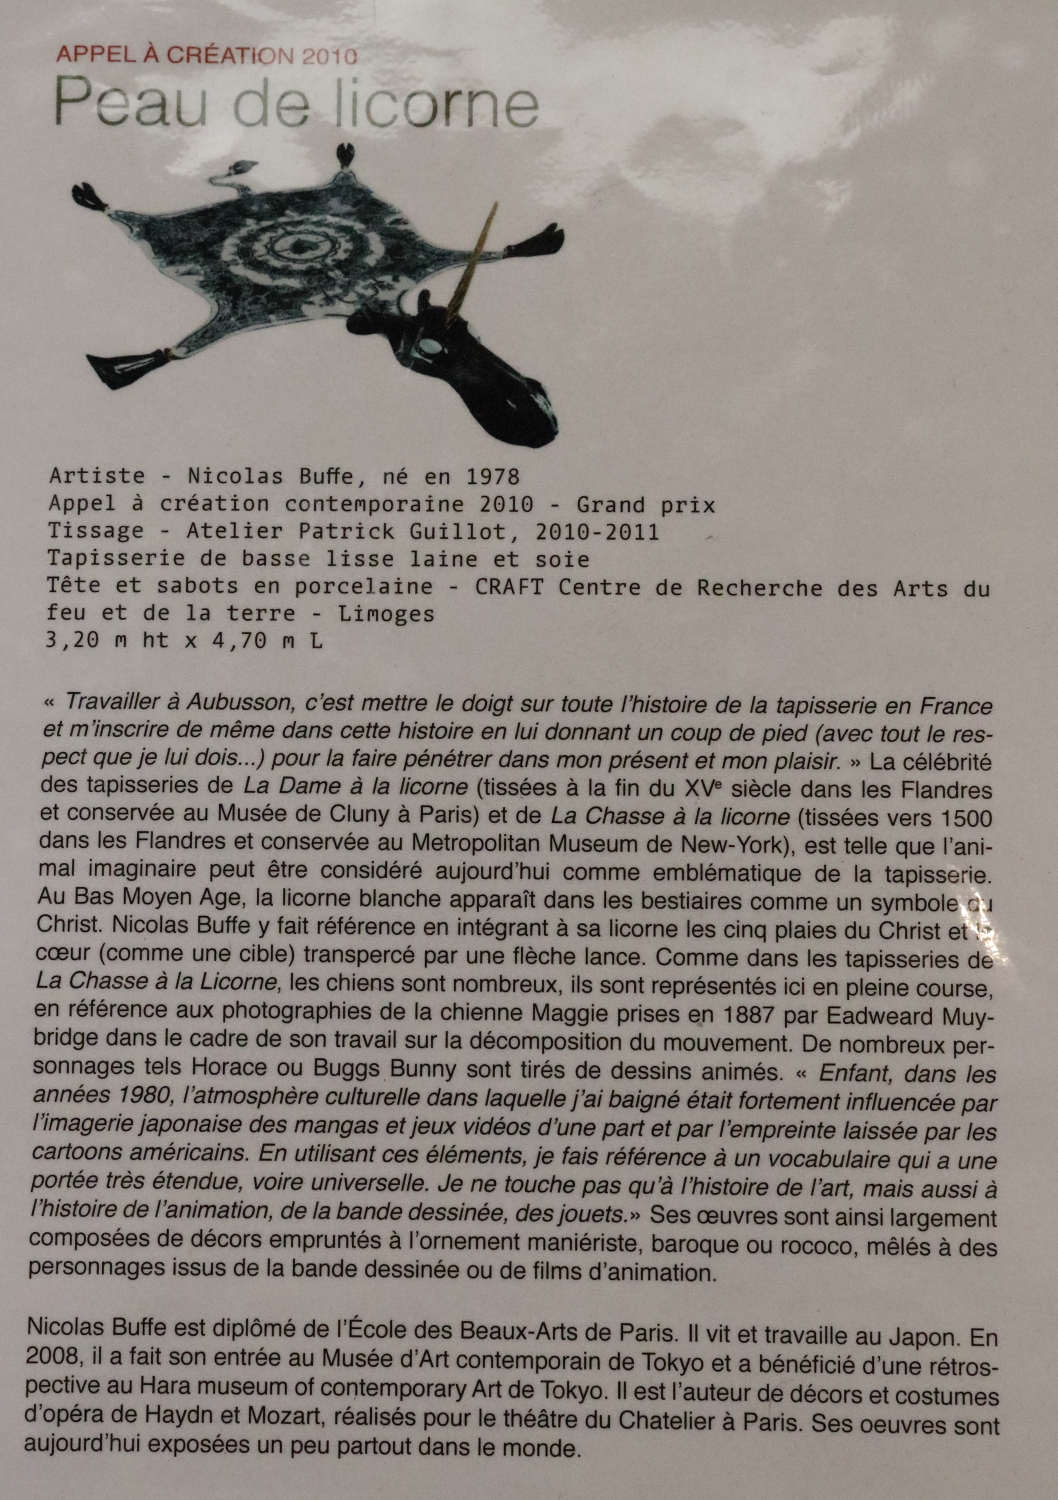 APPEL À CRÉATION 2010
Peau de licorne
Artiste - Nicolas Buffe, né en 1978
Appel à création contemporaine 2010 - Grand prix
Tissage - Atelier Patrick Guillot, 2010-2011
Tapisserie de basse lisse laine et soie
Tête et sabots en porcelaine - CRAFT Centre de Recherche des Arts du
feu et de la terre - Limoges
3,20 m ht x 4,70 m L
« Travailler à Aubusson, c'est mettre le doigt sur toute l'histoire de la tapisserie en France
et m'inscrire de même dans cette histoire en lui donnant un coup de pied (avec tout le res-
pect que je lui dois...) pour la faire pénétrer dans mon présent et mon plaisir. » La célébrité
des tapisseries de La Dame à la licorne (tissées à la fin du XVe siècle dans les Flandres
et conservée au Musée de Cluny à Paris) et de La Chasse à la licorne (tissées vers 1500
dans les Flandres et conservée au Metropolitan Museum de New-York), est telle que l'ani-
mal imaginaire peut être considéré aujourd'hui comme emblématique de la tapisserie.
Au Bas Moyen Age, la licorne blanche apparaît dans les bestiaires comme un symbole du
Christ. Nicolas Buffe y fait référence en intégrant à sa licorne les cinq plaies du Christ et le
cœur (comme une cible) transpercé par une flèche lance. Comme dans les tapisseries de
La Chasse à la Licorne, les chiens sont nombreux, ils sont représentés ici en pleine course,
en référence aux photographies de la chienne Maggie prises en 1887 par Eadweard Muy-
bridge dans le cadre de son travail sur la décomposition du mouvement. De nombreux per-
sonnages tels Horace ou Buggs Bunny sont tirés de dessins animés. « Enfant, dans les
années 1980, l'atmosphère culturelle dans laquelle j'ai baigné était fortement influencée par
l'imagerie japonaise des mangas et jeux vidéos d'une part et par l'empreinte laissée par les
cartoons américains. En utilisant ces éléments, je fais référence à un vocabulaire qui a une
portée très étendue, voire universelle. Je ne touche pas qu'à l'histoire de l'art, mais aussi à
l'histoire de l'animation, de la bande dessinée, des jouets.» Ses œuvres sont ainsi largement
composées de décors empruntés à l'ornement maniériste, baroque ou rococo, mêlés à des
personnages issus de la bande dessinée ou de films d'animation.
Nicolas Buffe est diplômé de l'École des Beaux-Arts de Paris. Il vit et travaille au Japon. En
2008, il a fait son entrée au Musée d'Art contemporain de Tokyo et a bénéficié d'une rétros-
pective au Hara museum of contemporary Art de Tokyo. Il est l'auteur de décors et costumes
d'opéra de Haydn et Mozart, réalisés pour le théâtre du Chatelier à Paris. Ses oeuvres sont
aujourd'hui exposées un peu partout dans le monde.